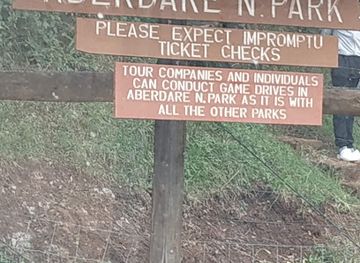 ABERDARE N. PARK
PLEASE EXPECT IMPROMPTU
TICKET CHECKS
TOUR COMPANIES AND INDIVIDUALS
CAN CONDUCT GAME DRIVES IN
ABERDARE N.PARK AS IT IS WITH
ALL THE OTHER PARKS